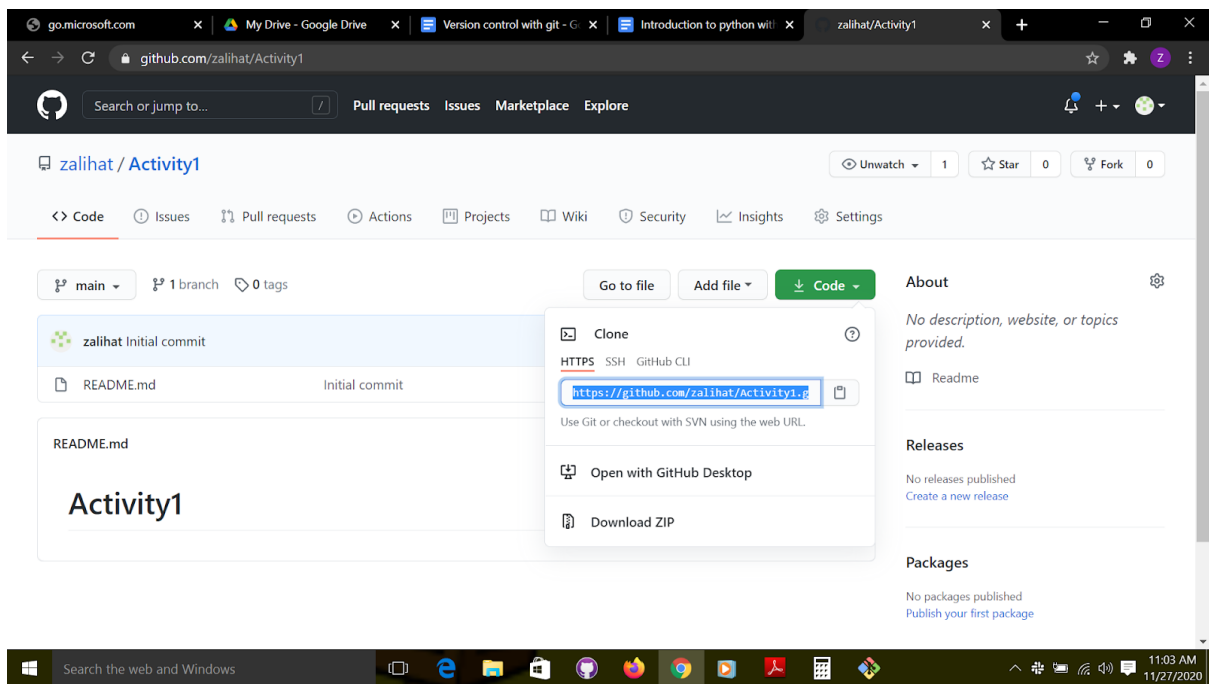 go.microsoft.com
My Drive - Google Drive
Version control with git - G
Introduction to python with
zalihat/Activity1
github.com/zalihat/Activity1
Z
Search or jump to...
/
Pull requests Issues Marketplace Explore
zalihat / Activity1
Unwatch 1
Star 0
Fork 0
<> Code
Issues
Pull requests
Actions
Projects
Wiki
Security
Insights
Settings
main
1 branch
0 tags
Go to file
Add file
Code
zalihat Initial commit
README.md Initial commit
README.md
Activity1
Clone
HTTPS SSH GitHub CLI
https://github.com/zalihat/Activity1.g
Use Git or checkout with SVN using the web URL.
Open with GitHub Desktop
Download ZIP
About
No description, website, or topics
provided.
Readme
Releases
No releases published
Create a new release
Packages
No packages published
Publish your first package
Search the web and Windows
11:03 AM
11/27/2020